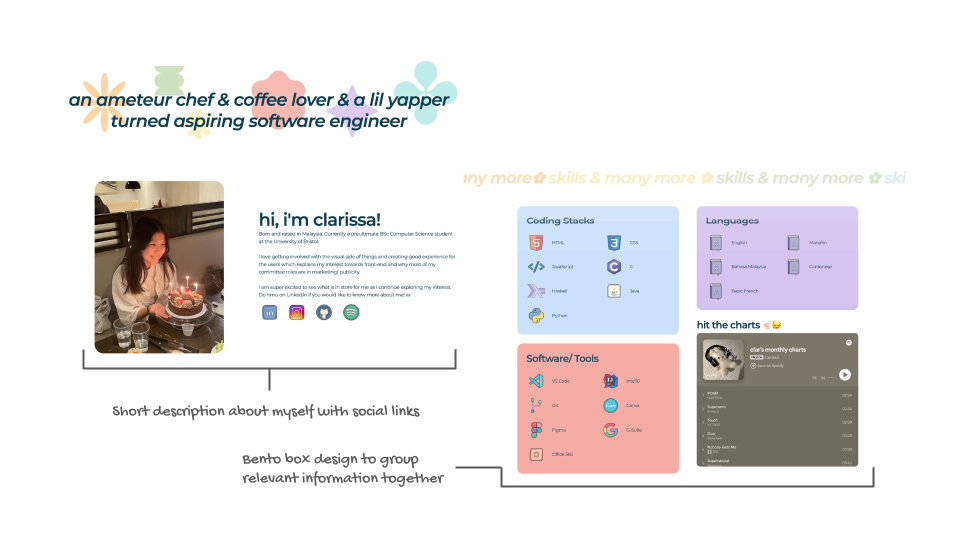 an ameteur chef & coffee lover & a lil yapper
turned aspiring software engineer
hi, i'm clarissa!
Born and raised in Malaysia. Currently a preultimate BSc Computer Science student
at the University of Bristol.
I love getting involved with the visual side of things and creating good experience for
the users which explains my interest towards front-end and why most of my
committee roles are in marketing/ publicity.
I am super excited to see what is in store for me as I continue exploring my interest.
Do hmu on LinkedIn if you would like to know more about me! xx
Short description about myself with social links
Bento box design to group
relevant information together
any more✿ skills & many more ✿ skills & many more ✿ ski
Coding Stacks
HTML
CSS
JavaScript
C
Haskell
Java
Python
Software/ Tools
VS Code
IntelliJ
Git
Canva
Figma
G-Suite
Office 365
Languages
English
Mandarin
Bahasa Malaysia
Cantonese
Basic French
hit the charts ☝🏻😏
clar's monthly charts
Save on Spotify
Supersonic
Touch
Nobody Gets Me
Supernatural